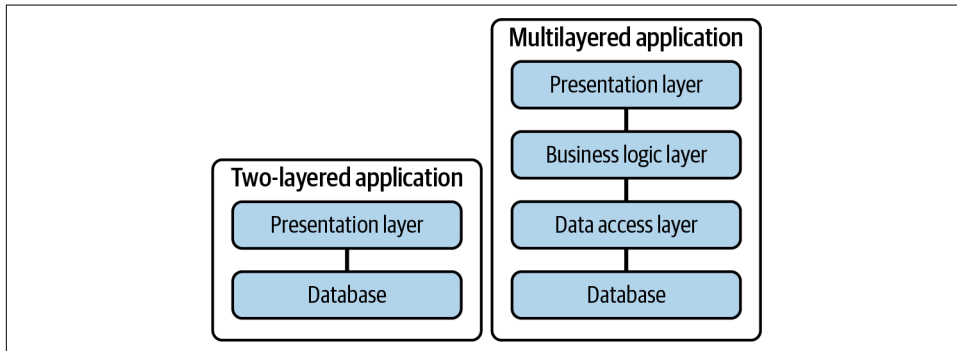 Two-layered application
Presentation layer
Database
Multilayered application
Presentation layer
Business logic layer
Data access layer
Database